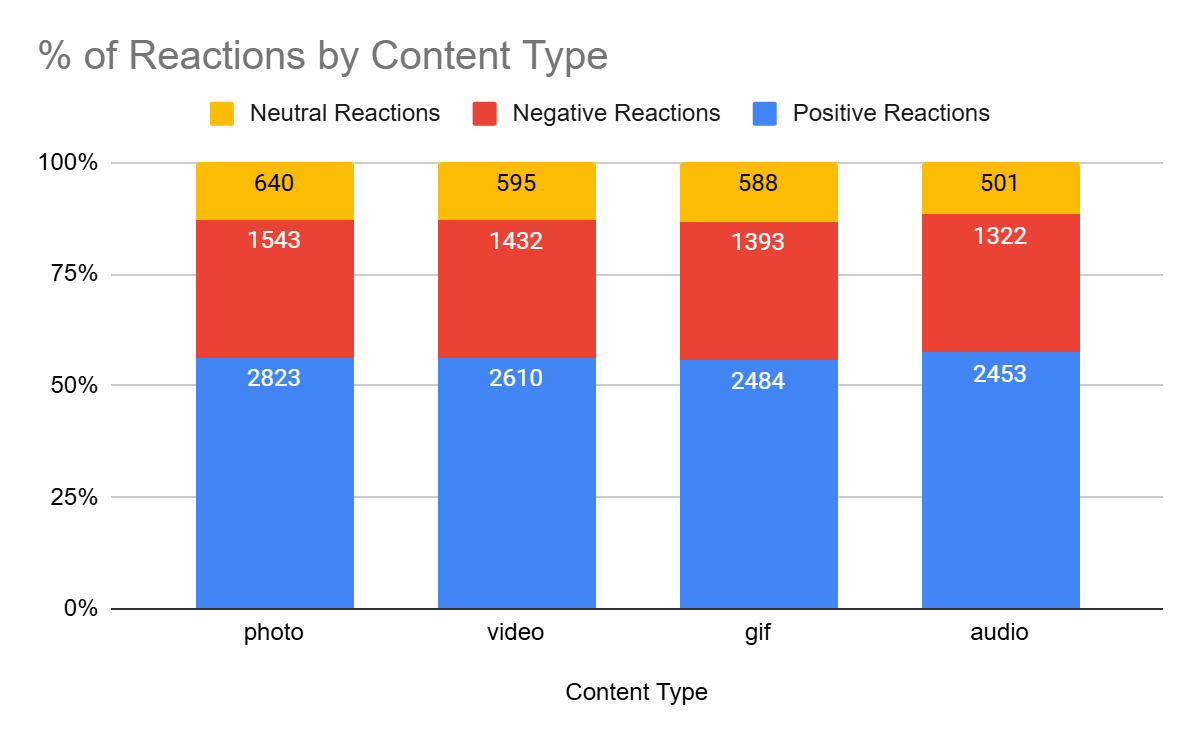 % of Reactions by Content Type
Neutral Reactions Negative Reactions Positive Reactions
100%
640 595 588 501
1543 1432 1393 1322
75%
2823 2610 2484 2453
50%
25%
0%
photo video gif audio
Content Type